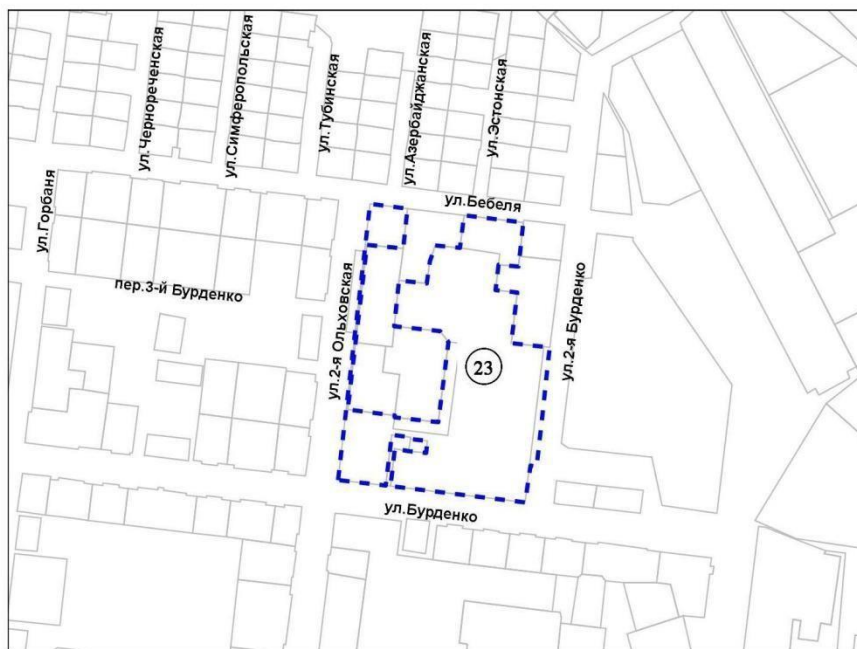 ул.Чернореченская
ул.Симферопольская
ул.Тубинская
ул.Азербайджанская
ул.Эстонская
ул.Горбаня
ул.Бебеля
пер.3-й Бурденко
ул.2-я Ольховская
23
ул.2-я Бурденко
ул.Бурденко